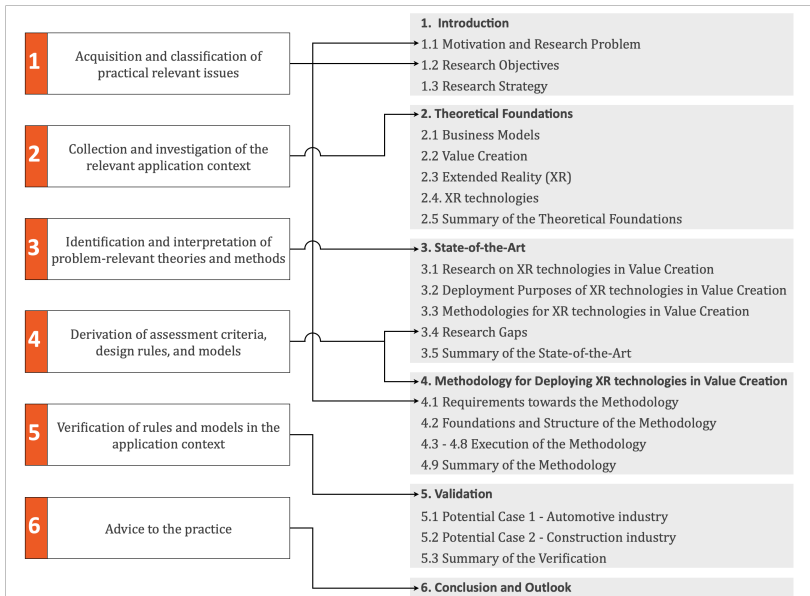 1
Acquisition and classification of
practical relevant issues
2
Collection and investigation of the
relevant application context
3
Identification and interpretation of
problem-relevant theories and methods
4
Derivation of assessment criteria,
design rules, and models
5
Verification of rules and models in the
application context
6
Advice to the practice
1. Introduction
1.1 Motivation and Research Problem
1.2 Research Objectives
1.3 Research Strategy
2. Theoretical Foundations
2.1 Business Models
2.2 Value Creation
2.3 Extended Reality (XR)
2.4. XR technologies
2.5 Summary of the Theoretical Foundations
3. State-of-the-Art
3.1 Research on XR technologies in Value Creation
3.2 Deployment Purposes of XR technologies in Value Creation
3.3 Methodologies for XR technologies in Value Creation
3.4 Research Gaps
3.5 Summary of the State-of-the-Art
4. Methodology for Deploying XR technologies in Value Creation
4.1 Requirements towards the Methodology
4.2 Foundations and Structure of the Methodology
4.3 - 4.8 Execution of the Methodology
4.9 Summary of the Methodology
5. Validation
5.1 Potential Case 1 - Automotive industry
5.2 Potential Case 2 - Construction industry
5.3 Summary of the Verification
6. Conclusion and Outlook